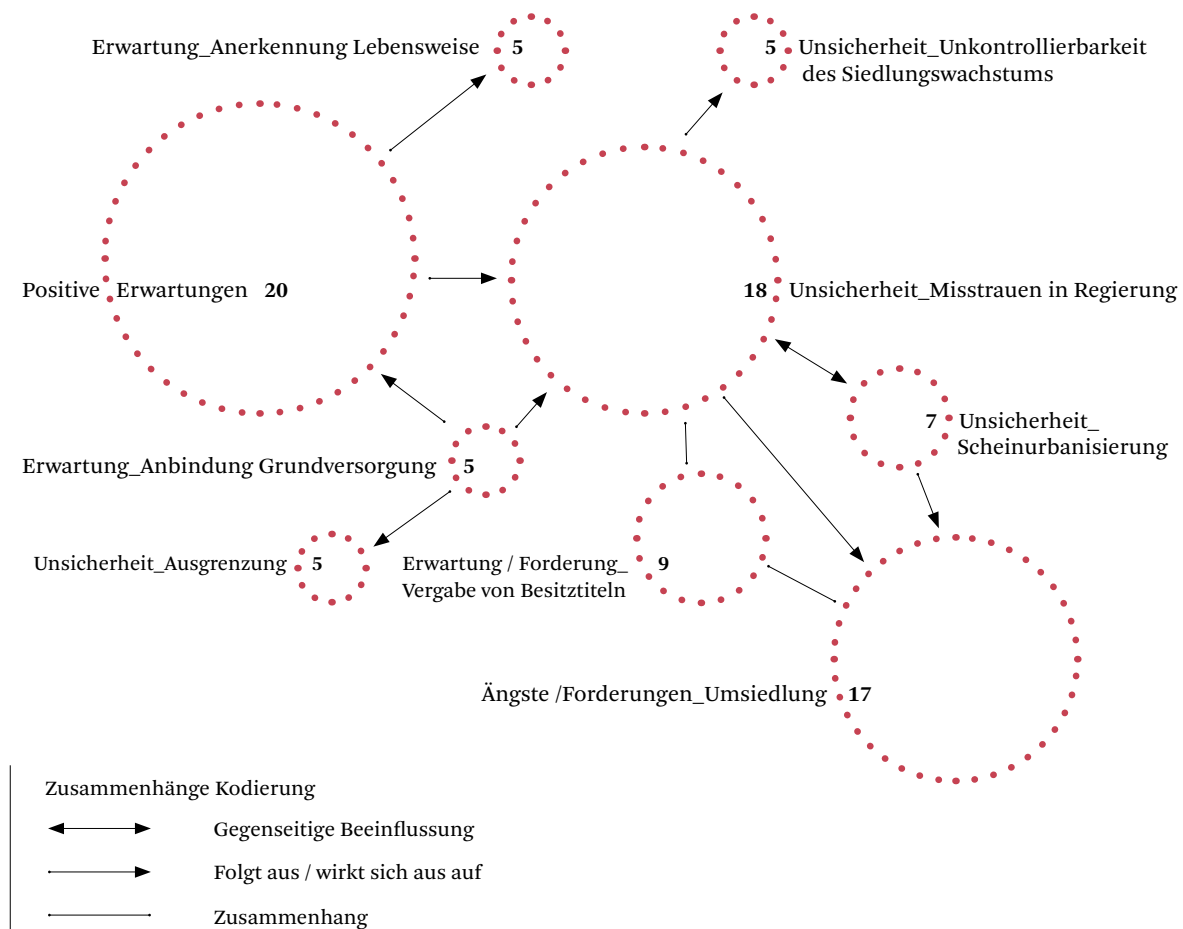 Erwartung_Anerkennung Lebensweise 5
5 Unsicherheit_Unkontrollierbarkeit
des Siedlungswachstums
Positive Erwartungen 20
18 Unsicherheit_Misstrauen in Regierung
7 Unsicherheit_
Scheinurbanisierung
Erwartung_Anbindung Grundversorgung 5
Unsicherheit_Ausgrenzung 5
Erwartung / Forderung_ 9
Vergabe von Besitztiteln
Ängste /Forderungen_Umsiedlung 17
Zusammenhänge Kodierung
Gegenseitige Beeinflussung
Folgt aus / wirkt sich aus auf
Zusammenhang